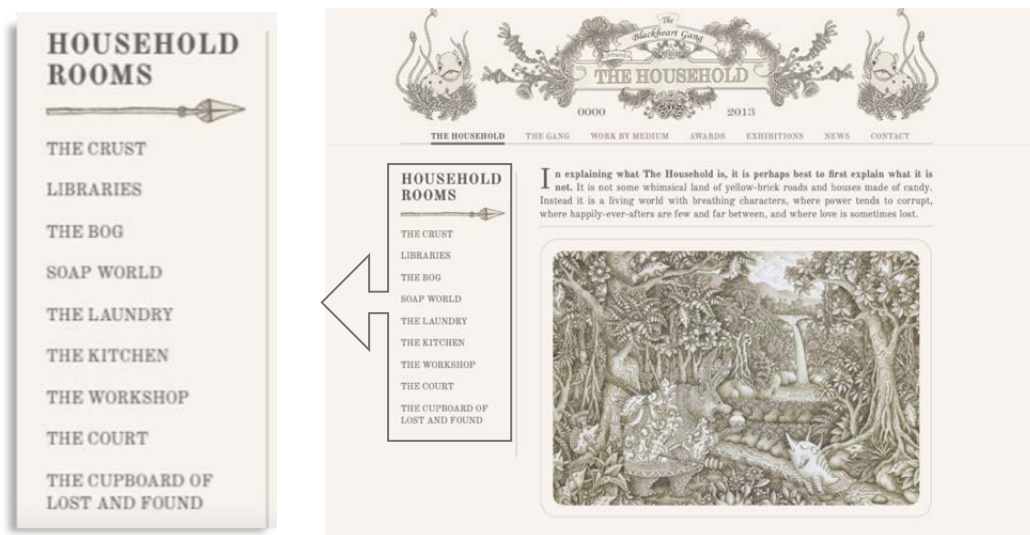 HOUSEHOLD
ROOMS
THE CRUST
LIBRARIES
THE BOG
SOAP WORLD
THE LAUNDRY
THE KITCHEN
THE WORKSHOP
THE COURT
THE CUPBOARD OF
LOST AND FOUND
The
Blackheart Gang
presents
THE HOUSEHOLD
0000 2013
THE HOUSEHOLD THE GANG WORK BY MEDIUM AWARDS EXHIBITIONS NEWS CONTACT
HOUSEHOLD
ROOMS
THE CRUST
LIBRARIES
THE BOG
SOAP WORLD
THE LAUNDRY
THE KITCHEN
THE WORKSHOP
THE COURT
THE CUPBOARD OF
LOST AND FOUND
In explaining what The Household is, it is perhaps best to first explain what it is
not. It is not some whimsical land of yellow-brick roads and houses made of candy.
Instead it is a living world with breathing characters, where power tends to corrupt,
where happily-ever-afters are few and far between, and where love is sometimes lost.